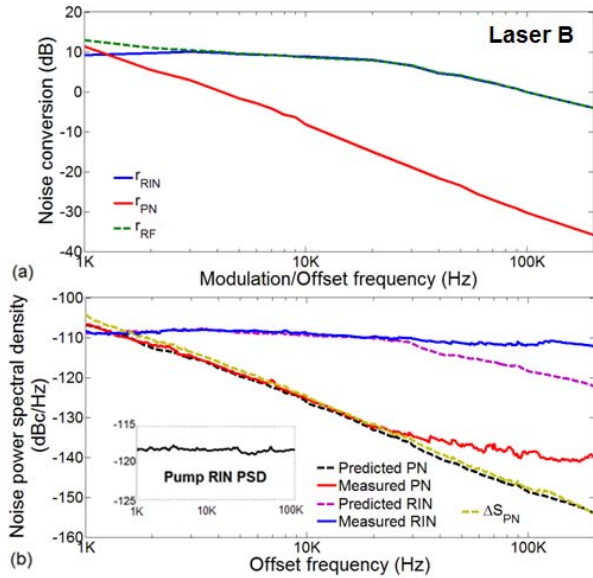 Laser B
Noise conversion (dB)
20
10
0
-10
-20
-30
-40
r_RIN
r_PN
r_RF
1K
10K
100K
(a)
Modulation/Offset frequency (Hz)
Noise power spectral density
(dBc/Hz)
-100
-110
-120
-130
-140
-150
-160
-115
-120
-125
Pump RIN PSD
1K
10K
100K
Predicted PN
Measured PN
Predicted RIN
Measured RIN
ΔS_PN
1K
10K
100K
(b)
Offset frequency (Hz)